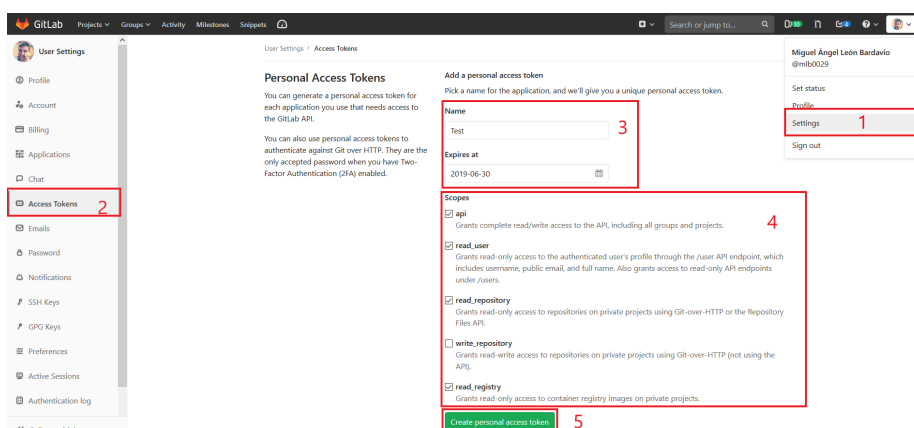 GitLab Projects Groups Activity Milestones Snippets Search or jump to... 10 4
User Settings
Profile
Account
Billing
Applications
Chat
Access Tokens 2
Emails
Password
Notifications
SSH Keys
GPG Keys
Preferences
Active Sessions
Authentication log
User Settings > Access Tokens
Personal Access Tokens
You can generate a personal access token for
each application you use that needs access to
the GitLab API.
You can also use personal access tokens to
authenticate against Git over HTTP. They are the
only accepted password when you have Two-
Factor Authentication (2FA) enabled.
Add a personal access token
Pick a name for the application, and we'll give you a unique personal access token.
Name
Test
3
Expires at
2019-06-30
Scopes
4
api
Grants complete read/write access to the API, including all groups and projects.
read_user
Grants read-only access to the authenticated user's profile through the /user API endpoint, which
includes username, public email, and full name. Also grants access to read-only API endpoints
under /users.
read_repository
Grants read-only access to repositories on private projects using Git-over-HTTP or the Repository
Files API.
write_repository
Grants read-write access to repositories on private projects using Git-over-HTTP (not using the
API).
read_registry
Grants read-only access to container registry images on private projects.
Create personal access token 5
Miguel Ángel León Bardavío
@mlb0029
Set status
Profile
Settings 1
Sign out